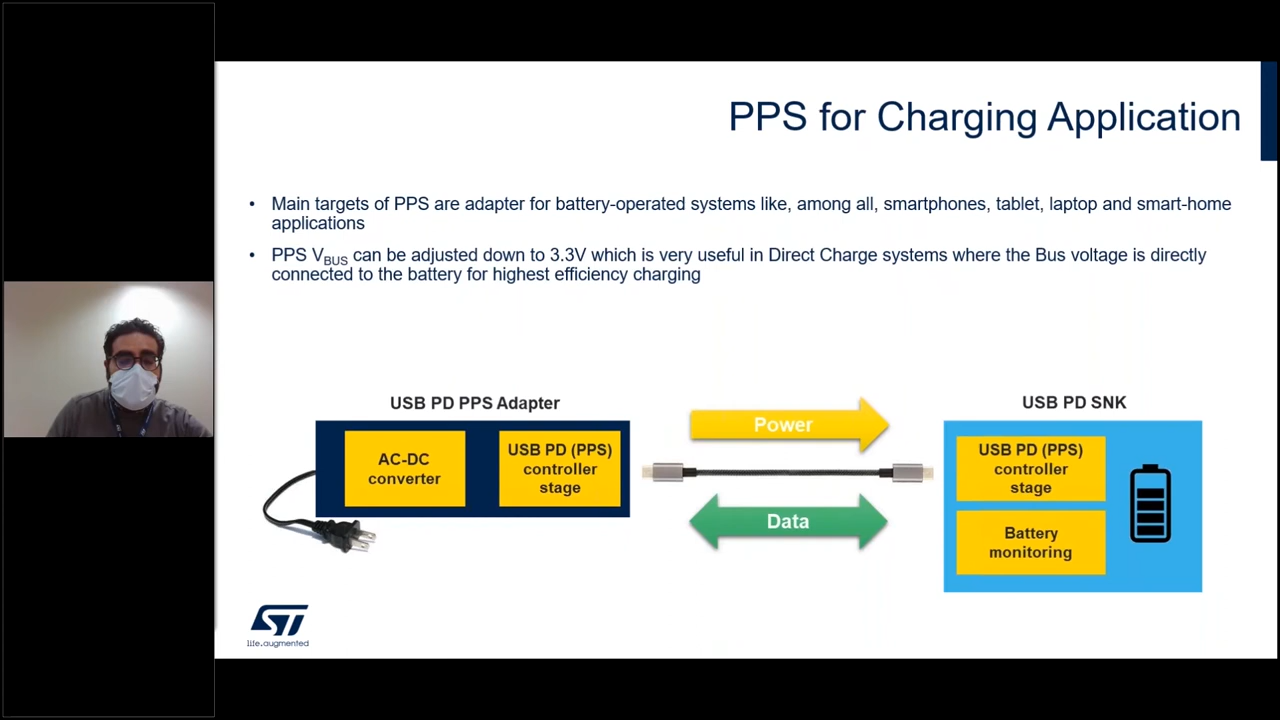 PPS for Charging Application
• Main targets of PPS are adapter for battery-operated systems like, among all, smartphones, tablet, laptop and smart-home
applications
• PPS VBUS can be adjusted down to 3.3V which is very useful in Direct Charge systems where the Bus voltage is directly
connected to the battery for highest efficiency charging
USB PD PPS Adapter
AC-DC
converter
USB PD (PPS)
controller
stage
Power
Data
USB PD SNK
USB PD (PPS)
controller
stage
Battery
monitoring
ST
life.augmented